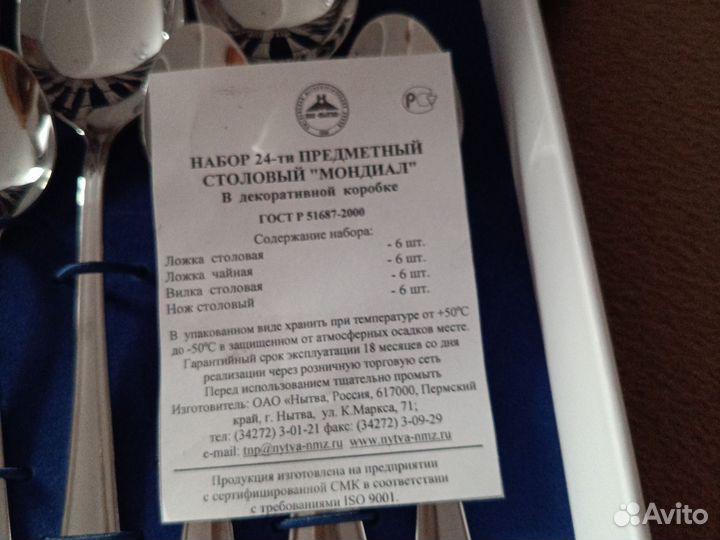 НАБОР 24-ти ПРЕДМЕТНЫЙ
СТОЛОВЫЙ "МОНДИАЛ"
В декоративной коробке
ГОСТ Р 51687-2000
Содержание набора:
Ложка столовая - 6 шт.
Ложка чайная - 6 шт.
Вилка столовая - 6 шт.
Нож столовый - 6 шт.
В упакованном виде хранить при температуре от +50ºС
до -50ºС в защищенном от атмосферных осадков месте.
Гарантийный срок эксплуатации 18 месяцев со дня
реализации через розничную торговую сеть
Перед использованием тщательно промыть
Изготовитель: ОАО «Нытва, Россия, 617000, Пермский
край, г. Нытва, ул. К.Маркса, 71;
тел: (34272) 3-01-21 факс: (34272) 3-09-29
e-mail: tnp@nytva-nmz.ru www.nytva-nmz.ru
Продукция изготовлена на предприятии
с сертифицированной СМК в соответствии
с требованиями ISO 9001.
Avito